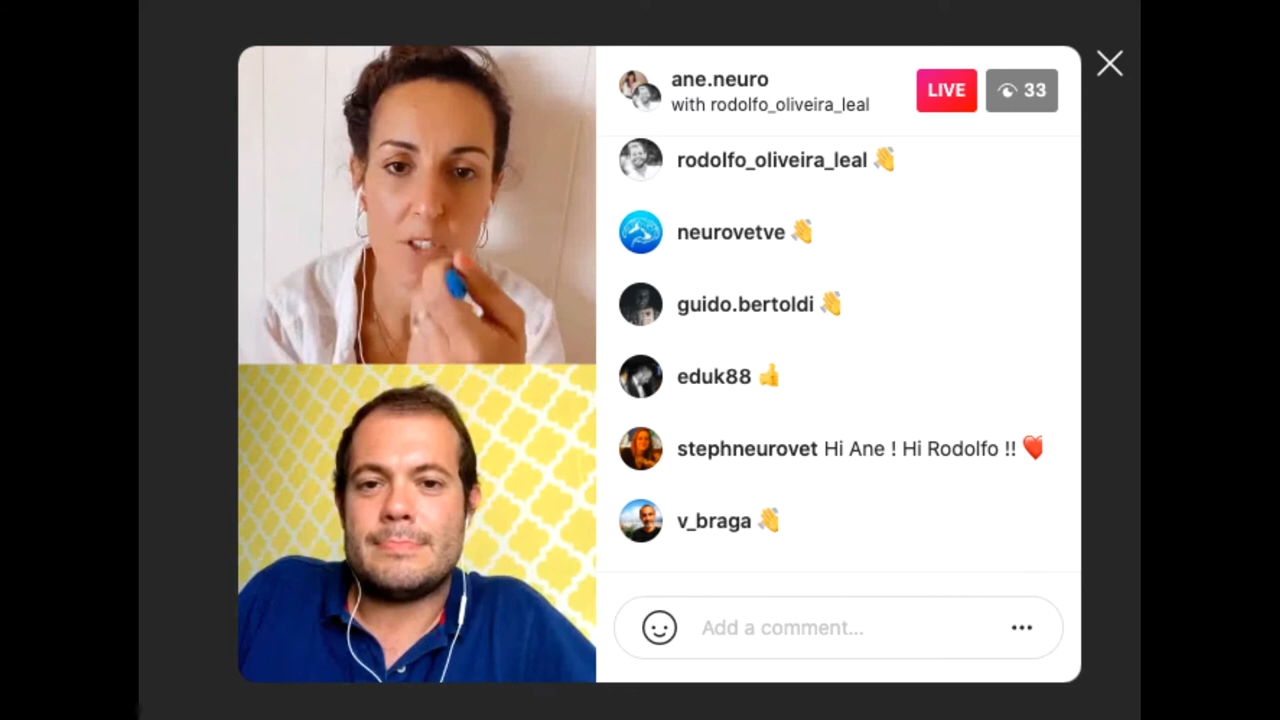 ane.neuro
with rodolfo_oliveira_leal
LIVE
33
rodolfo_oliveira_leal 👋
neurovetve 👋
guido.bertoldi 👋
eduk88 👍
stephneurovet Hi Ane ! Hi Rodolfo !! ❤️
v_braga 👋
Add a comment...